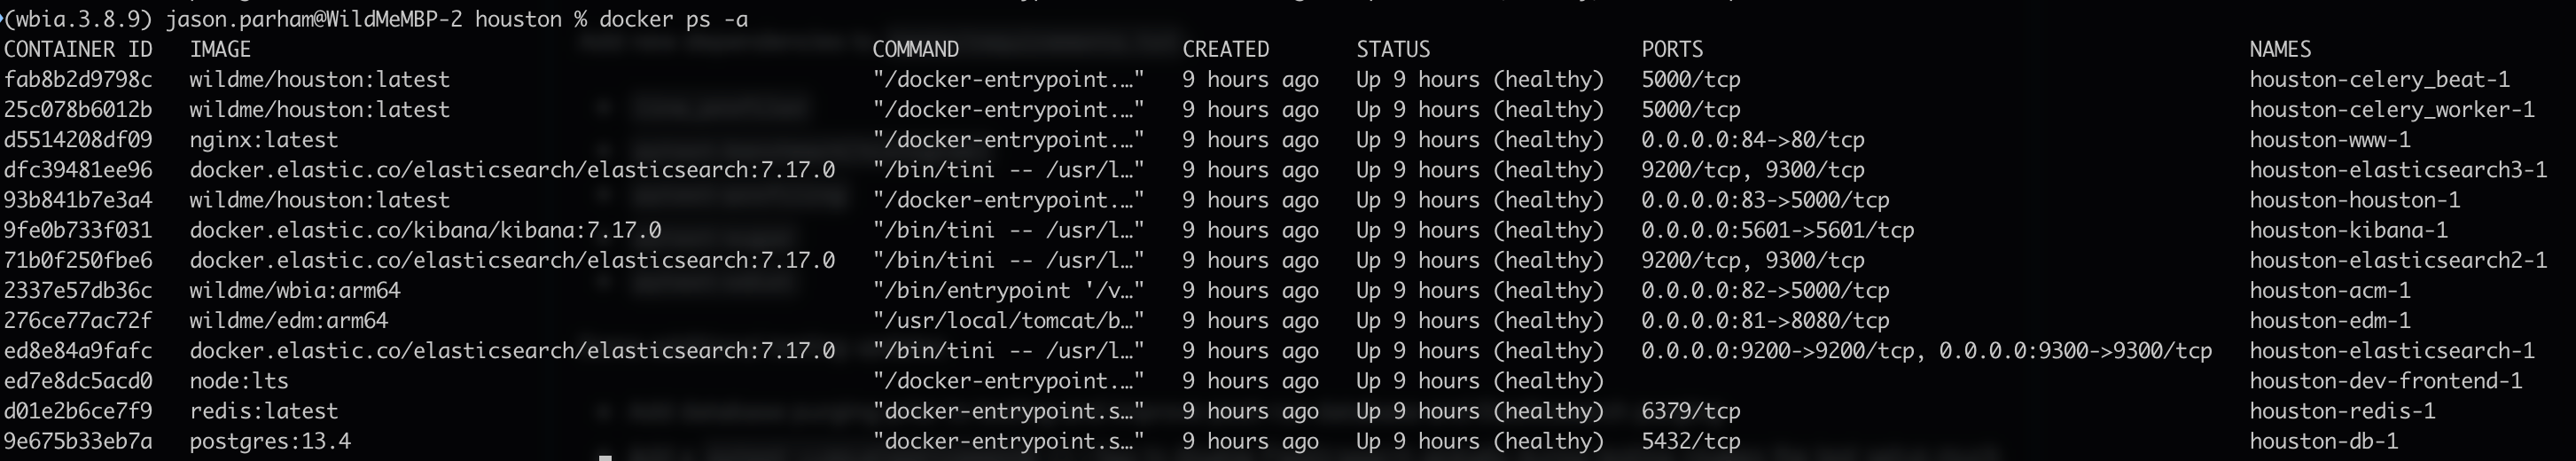 (wbia.3.8.9) jason.parham@WildMeMBP-2 houston % docker ps -a
CONTAINER ID   IMAGE                                                  COMMAND                  CREATED       STATUS                 PORTS                                            NAMES
fab8b2d9798c   wildme/houston:latest                                  "/docker-entrypoint.…"   9 hours ago   Up 9 hours (healthy)   5000/tcp                                         houston-celery_beat-1
25c078b6012b   wildme/houston:latest                                  "/docker-entrypoint.…"   9 hours ago   Up 9 hours (healthy)   5000/tcp                                         houston-celery_worker-1
d5514208df09   nginx:latest                                           "/docker-entrypoint.…"   9 hours ago   Up 9 hours (healthy)   0.0.0.0:84->80/tcp                               houston-www-1
dfc39481ee96   docker.elastic.co/elasticsearch/elasticsearch:7.17.0   "/bin/tini -- /usr/l…"   9 hours ago   Up 9 hours (healthy)   9200/tcp, 9300/tcp                               houston-elasticsearch3-1
93b841b7e3a4   wildme/houston:latest                                  "/docker-entrypoint.…"   9 hours ago   Up 9 hours (healthy)   0.0.0.0:83->5000/tcp                             houston-houston-1
9fe0b733f031   docker.elastic.co/kibana/kibana:7.17.0                 "/bin/tini -- /usr/l…"   9 hours ago   Up 9 hours (healthy)   0.0.0.0:5601->5601/tcp                           houston-kibana-1
71b0f250fbe6   docker.elastic.co/elasticsearch/elasticsearch:7.17.0   "/bin/tini -- /usr/l…"   9 hours ago   Up 9 hours (healthy)   9200/tcp, 9300/tcp                               houston-elasticsearch2-1
2337e57db36c   wildme/wbia:arm64                                      "/bin/entrypoint '/v…"   9 hours ago   Up 9 hours (healthy)   0.0.0.0:82->5000/tcp                             houston-acm-1
276ce77ac72f   wildme/edm:arm64                                       "/usr/local/tomcat/b…"   9 hours ago   Up 9 hours (healthy)   0.0.0.0:81->8080/tcp                             houston-edm-1
ed8e84a9fafc   docker.elastic.co/elasticsearch/elasticsearch:7.17.0   "/bin/tini -- /usr/l…"   9 hours ago   Up 9 hours (healthy)   0.0.0.0:9200->9200/tcp, 0.0.0.0:9300->9300/tcp   houston-elasticsearch-1
ed7e8dc5acd0   node:lts                                               "/docker-entrypoint.…"   9 hours ago   Up 9 hours (healthy)                                                    houston-dev-frontend-1
d01e2b6ce7f9   redis:latest                                           "docker-entrypoint.s…"   9 hours ago   Up 9 hours (healthy)   6379/tcp                                         houston-redis-1
9e675b33eb7a   postgres:13.4                                          "docker-entrypoint.s…"   9 hours ago   Up 9 hours (healthy)   5432/tcp                                         houston-db-1